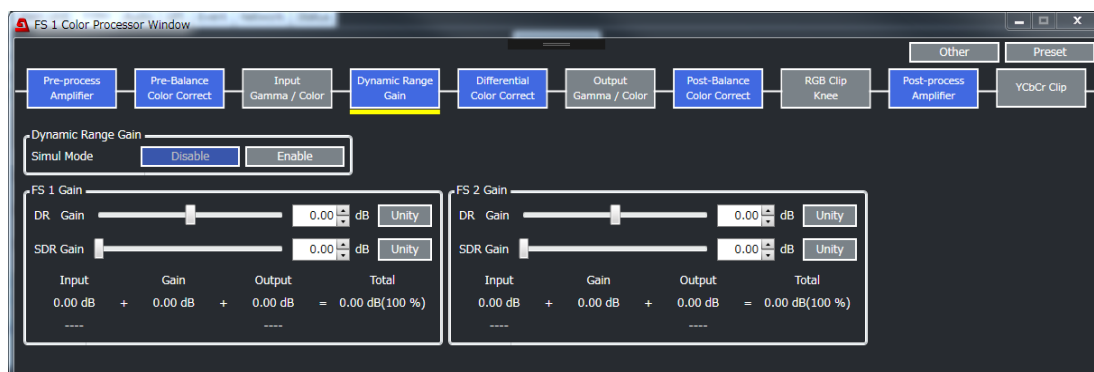 FS 1 Color Processor Window
Event Network Status
Other Preset
Pre-process Amplifier
Pre-Balance Color Correct
Input Gamma / Color
Dynamic Range Gain
Differential Color Correct
Output Gamma / Color
Post-Balance Color Correct
RGB Clip Knee
Post-process Amplifier
YCbCr Clip
Dynamic Range Gain
Simul Mode Disable Enable
FS 1 Gain
DR Gain 0.00 dB Unity
SDR Gain 0.00 dB Unity
Input Gain Output Total
0.00 dB + 0.00 dB + 0.00 dB = 0.00 dB(100 %)
---- ----
FS 2 Gain
DR Gain 0.00 dB Unity
SDR Gain 0.00 dB Unity
Input Gain Output Total
0.00 dB + 0.00 dB + 0.00 dB = 0.00 dB(100 %)
---- ----